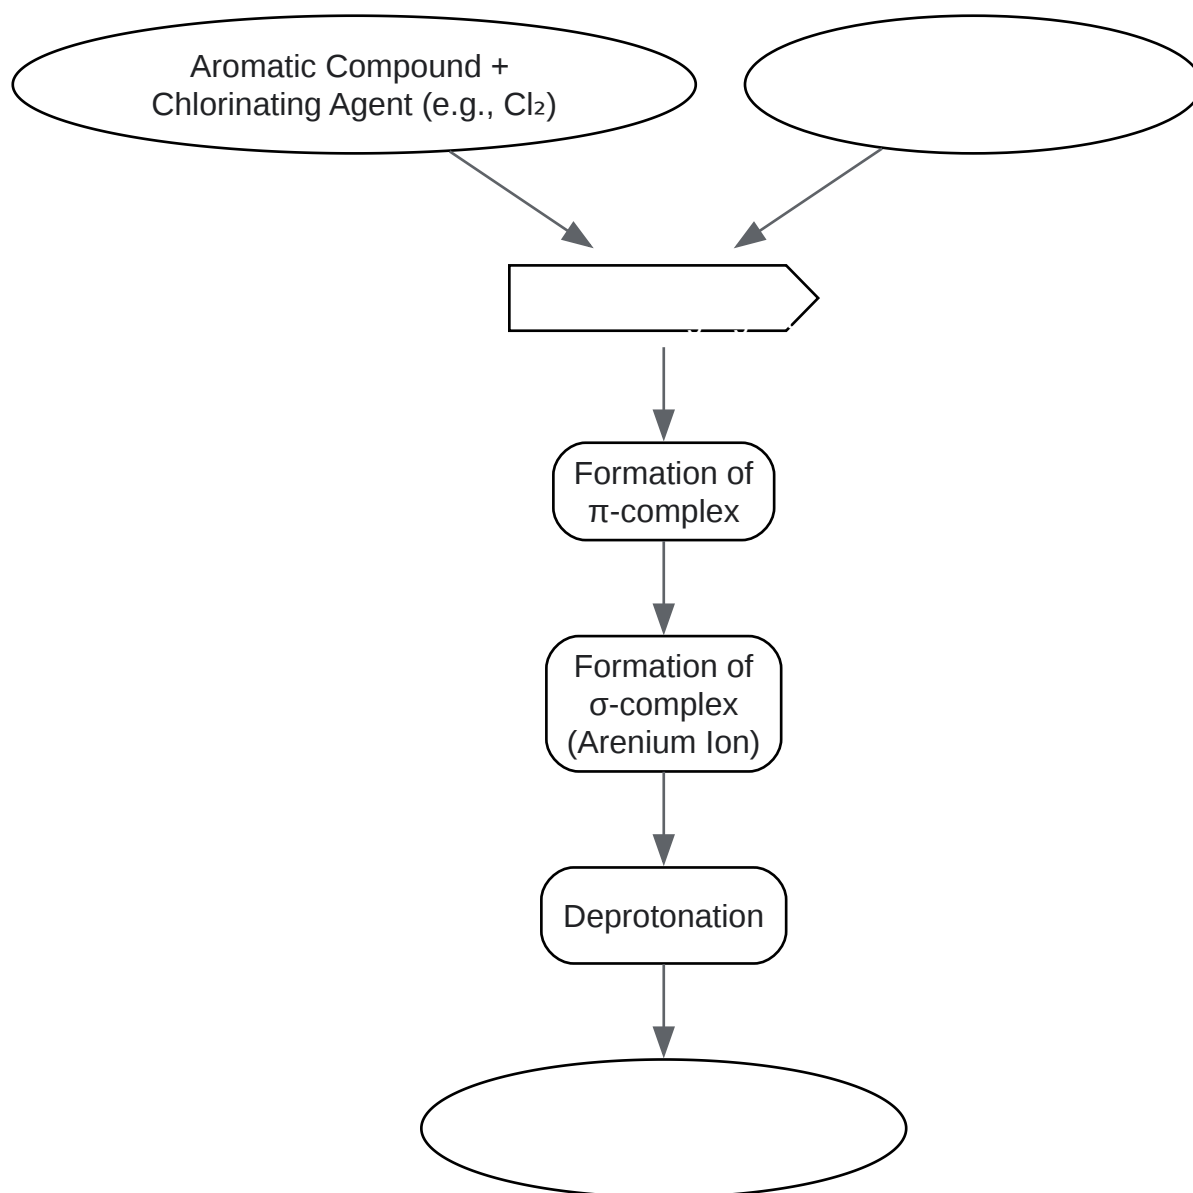 Aromatic Compound +
Chlorinating Agent (e.g., Cl₂)
Formation of
π-complex
Formation of
σ-complex
(Arenium Ion)
Deprotonation